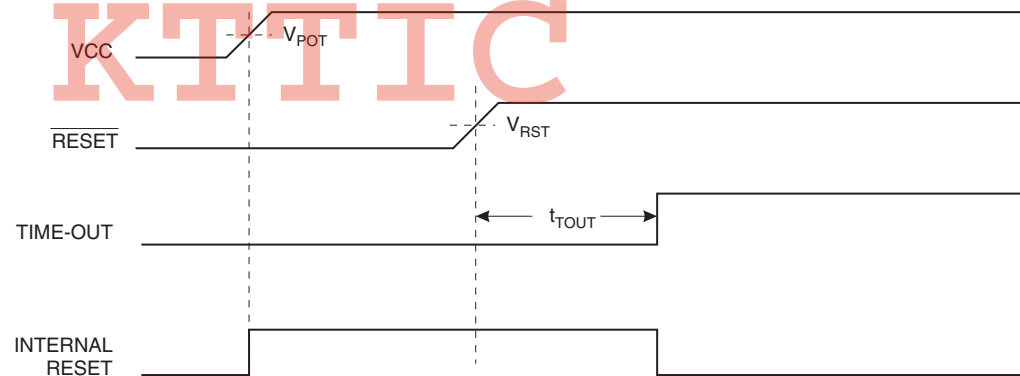 KTTIC
VCC
VPOT
RESET
VRST
TIME-OUT
tTOUT
INTERNAL
RESET